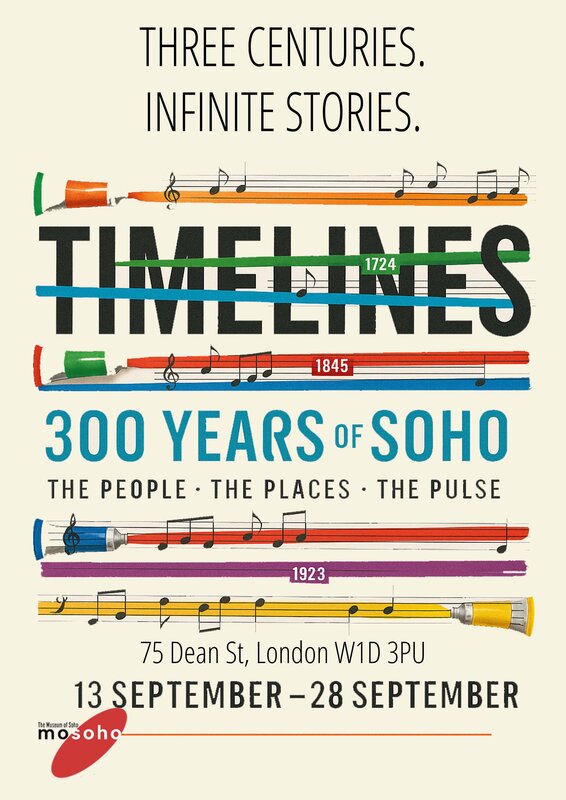 THREE CENTURIES.
INFINITE STORIES.
TIMELINES
1724
1845
300 YEARS OF SOHO
THE PEOPLE · THE PLACES · THE PULSE
1923
75 Dean St, London W1D 3PU
13 SEPTEMBER – 28 SEPTEMBER
The Museum of Soho
mosoho